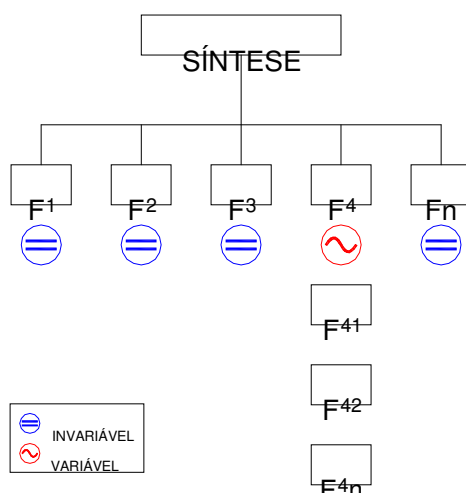 SÍNTESE
F1 F2 F3 F4 Fn
F41
F42
F4n
INVARIÁVEL
VARIÁVEL